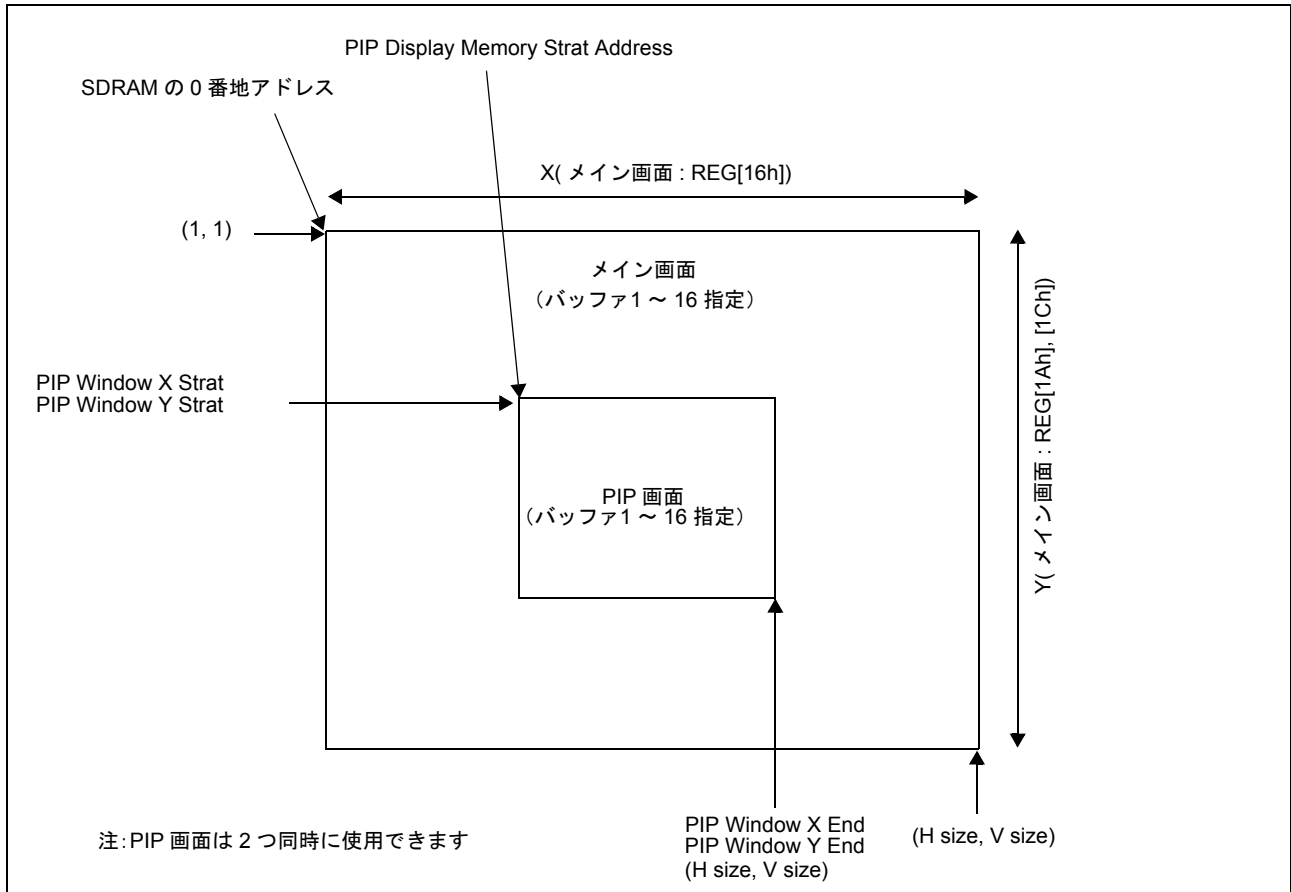 PIP Display Memory Strat Address
SDRAM の 0 番地アドレス
X( メイン画面 : REG[16h])
(1, 1)
メイン画面
（バッファ1 ～ 16 指定）
Y( メイン画面 : REG[1Ah], [1Ch])
PIP Window X Strat
PIP Window Y Strat
PIP 画面
（バッファ1 ～ 16 指定）
PIP Window X End
PIP Window Y End
(H size, V size)
(H size, V size)
注:PIP 画面は 2 つ同時に使用できます